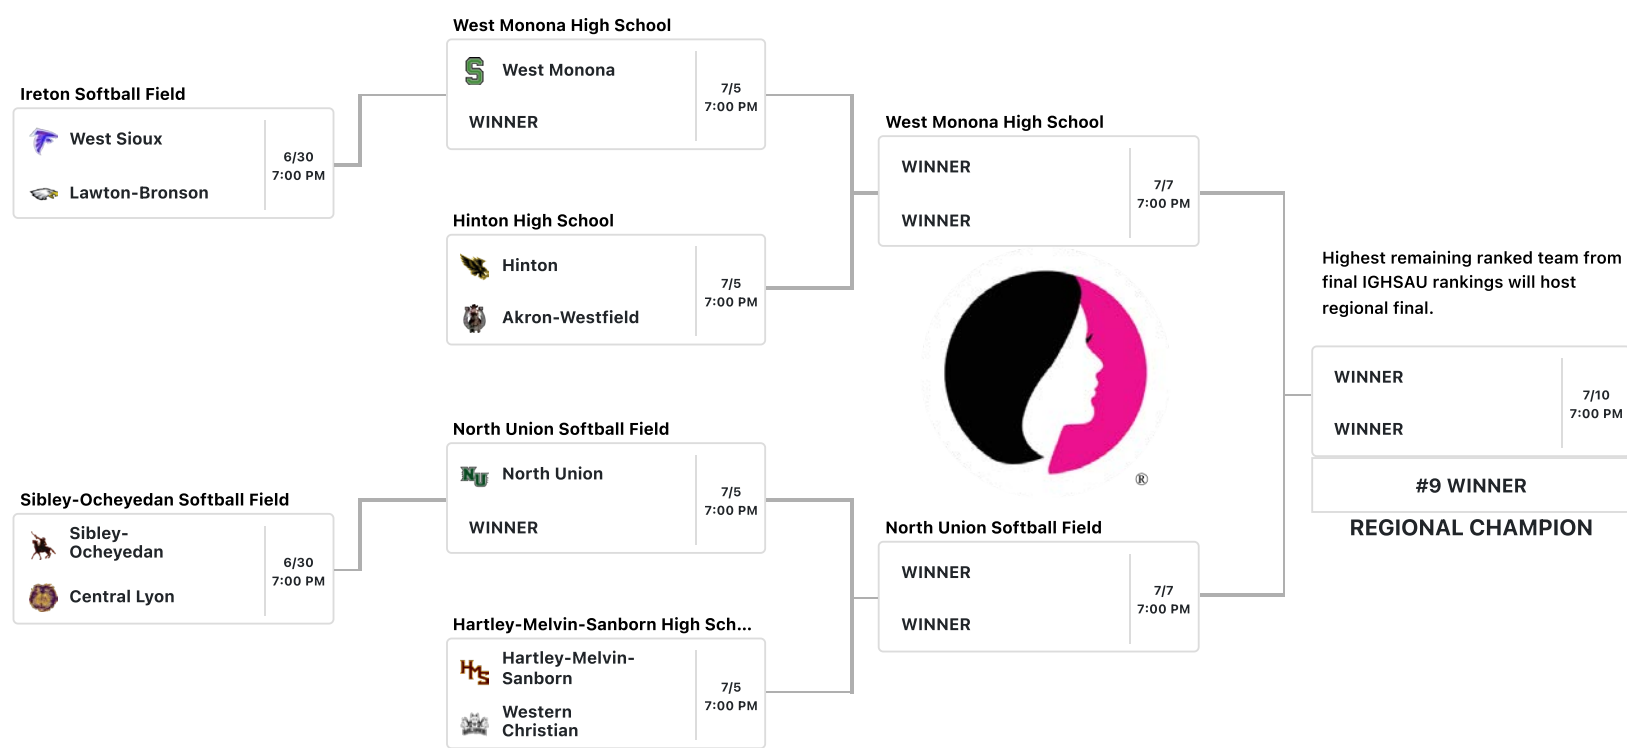 West Monona High School
West Monona
7/5
7:00 PM
WINNER
Ireton Softball Field
West Sioux
6/30
7:00 PM
Lawton-Bronson
West Monona High School
WINNER
7/7
7:00 PM
WINNER
Hinton High School
Hinton
7/5
7:00 PM
Akron-Westfield
Highest remaining ranked team from
final IGHSAU rankings will host
regional final.
WINNER
7/10
7:00 PM
WINNER
#9 WINNER
REGIONAL CHAMPION
®
North Union Softball Field
NU
North Union
7/5
7:00 PM
WINNER
Sibley-Ocheyedan Softball Field
Sibley-
Ocheyedan
6/30
7:00 PM
Central Lyon
North Union Softball Field
WINNER
7/7
7:00 PM
WINNER
Hartley-Melvin-Sanborn High Sch...
HMS
Hartley-Melvin-
Sanborn
7/5
7:00 PM
Western
Christian
S